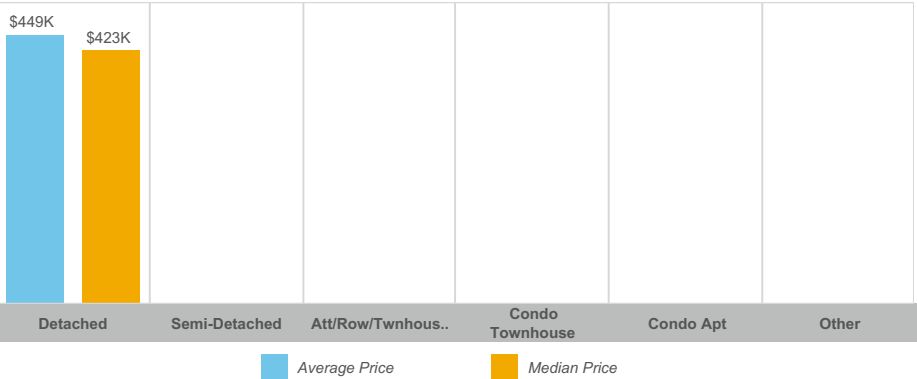 $449K
$423K
Detached
Semi-Detached
Att/Row/Twnhous..
Condo
Townhouse
Condo Apt
Other
Average Price
Median Price